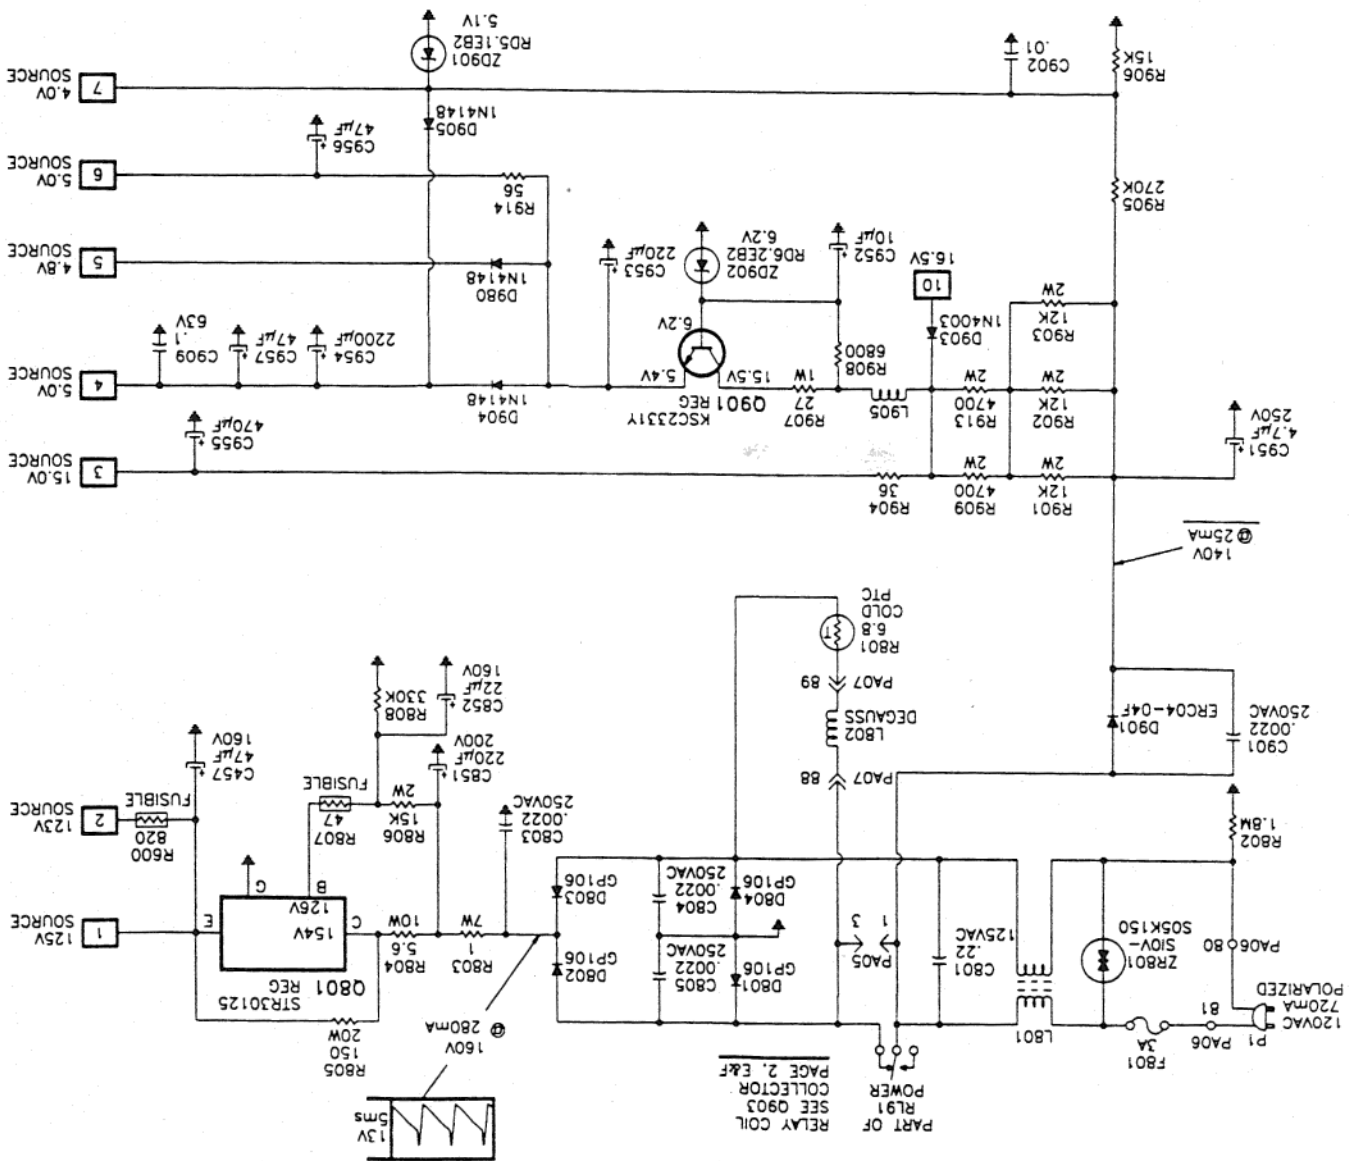 RELAY COIL
SEE Q903
COLLECTOR
PAGE 2, E&F
PART OF
RL91
POWER
13V
5ms
160V
@
280mA
P1
120VAC
720mA
POLARIZED
PA06
81
F801
3A
PA06
80
R802
1.8M
ZR801
SIOV-
S05K150
L801
C801
.22
125VAC
PA05
1
3
D801
GP106
C805
.0022
250VAC
D804
GP106
C804
.0022
250VAC
D802
GP106
D803
GP106
C803
.0022
250VAC
R803
1
7W
R804
5.6
10W
R805
150
20W
Q801
REG
STR30125
C
154V
B
126V
G
E
1
125V
SOURCE
2
123V
SOURCE
R600
820
FUSIBLE
C457
47µF
160V
R807
47
FUSIBLE
R806
15K
2W
C851
220µF
200V
R808
330K
C852
22µF
160V
PA07
88
L802
DEGAUSS
PA07
89
R801
6.8
COLD
PTC
C901
.0022
250VAC
D901
ERC04-04F
140V
@ 25mA
C951
4.7µF
250V
R901
12K
2W
R902
12K
2W
R903
12K
2W
R909
4700
2W
R913
4700
2W
R904
36
D903
1N4003
10
16.5V
L905
R908
6800
C952
10µF
R907
27
1W
15.5V
Q901
REG
KSC2331Y
5.4V
6.2V
ZD902
RD6.2EB2
6.2V
C953
220µF
D904
1N4148
C955
470µF
C954
2200µF
C957
47µF
C909
.1
63V
3
15.0V
SOURCE
4
5.0V
SOURCE
D980
1N4148
5
4.8V
SOURCE
R914
56
C956
47µF
6
5.0V
SOURCE
R905
270K
R906
15K
C902
.01
D905
1N4148
ZD901
RD5.1EB2
5.1V
7
4.0V
SOURCE